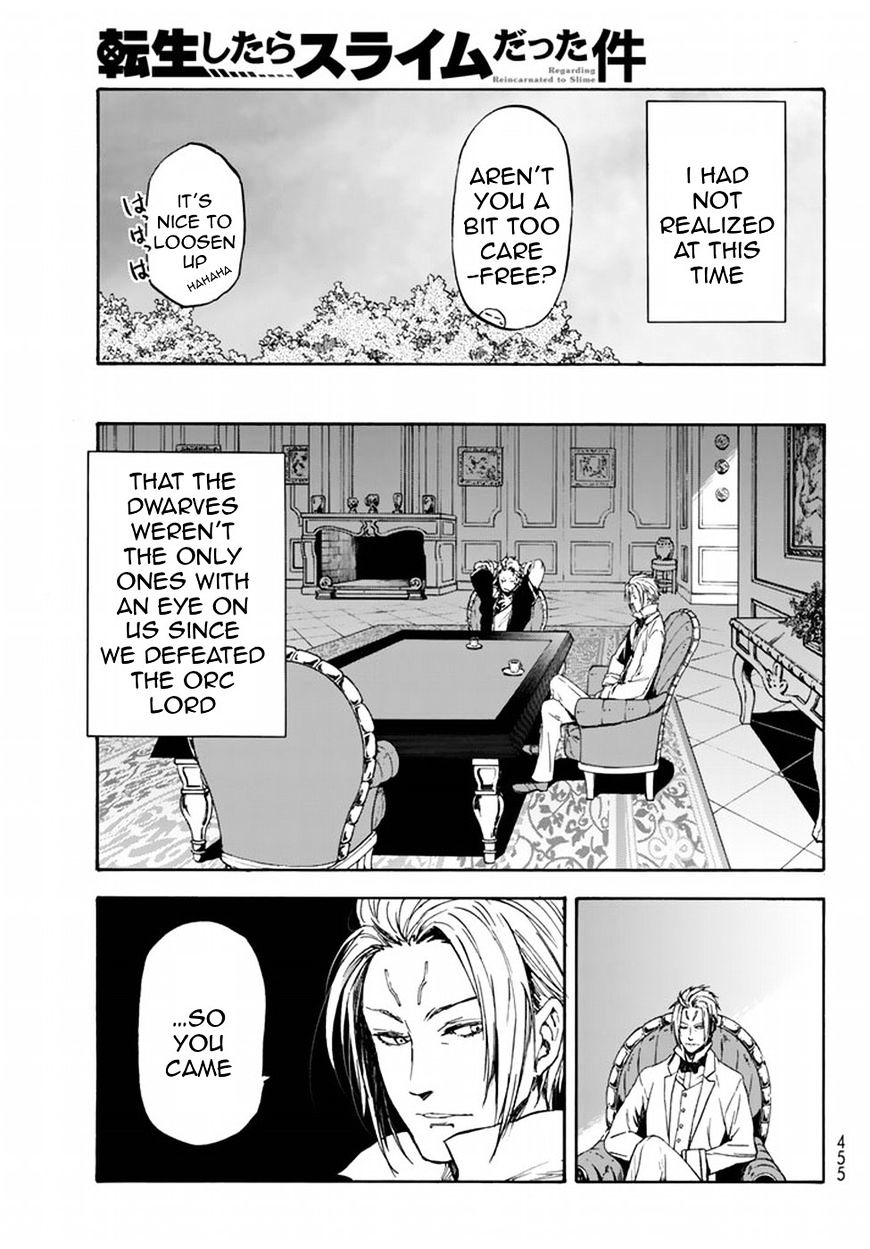 転生したらスライムだった件
Regarding
Reincarnated to Slime
I HAD
NOT
REALIZED
AT THIS
TIME
AREN'T
YOU A
BIT TOO
CARE
-FREE?
IT'S
NICE TO
LOOSEN
UP
HAHAHA
はっはっは
THAT THE
DWARVES
WEREN'T
THE ONLY
ONES WITH
AN EYE ON
US SINCE
WE DEFEATED
THE ORC
LORD
...SO
YOU
CAME
455